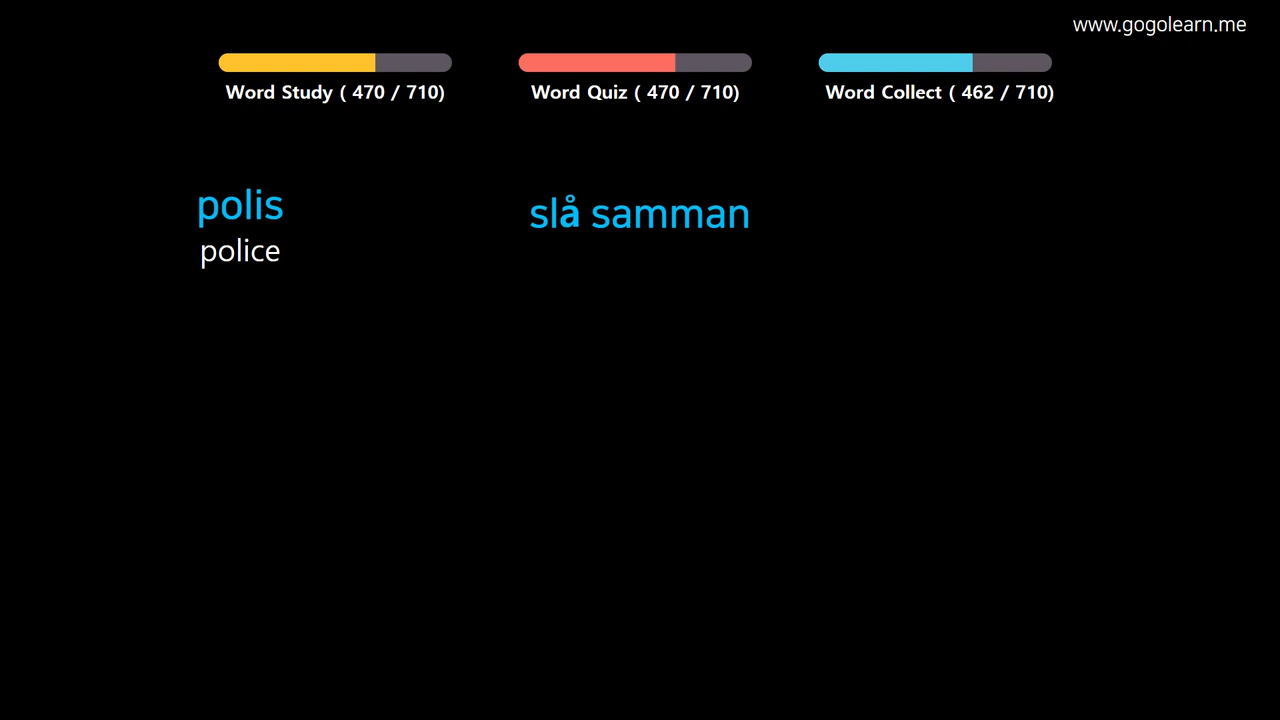 www.gogolearn.me
Word Study ( 470 / 710)
Word Quiz ( 470 / 710)
Word Collect ( 462 / 710)
polis
police
slå samman